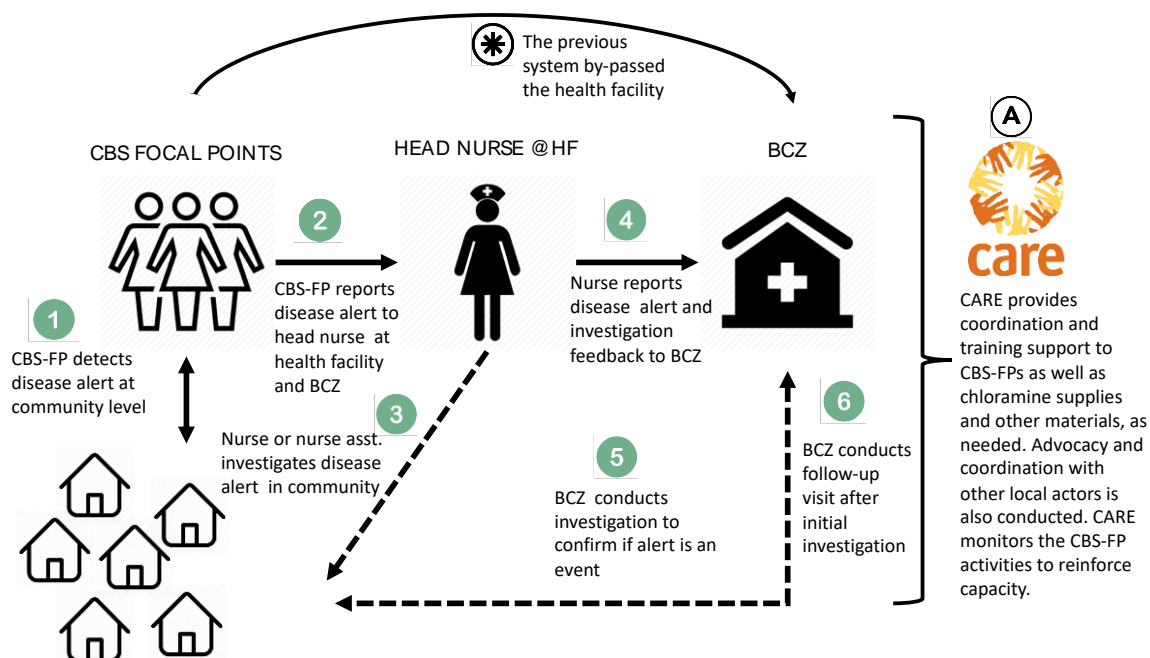 The previous
system by-passed
the health facility
A
CBS FOCAL POINTS
HEAD NURSE @HF
BCZ
care
1
CBS-FP detects
disease alert at
community level
2
CBS-FP reports
disease alert to
head nurse at
health facility
and BCZ
3
Nurse or nurse asst.
investigates disease
alert in community
4
Nurse reports
disease alert and
investigation
feedback to BCZ
5
BCZ conducts
investigation to
confirm if alert is an
event
6
BCZ conducts
follow-up
visit after
initial
investigation
CARE provides
coordination and
training support to
CBS-FPs as well as
chloramine supplies
and other materials, as
needed. Advocacy and
coordination with
other local actors is
also conducted. CARE
monitors the CBS-FP
activities to reinforce
capacity.